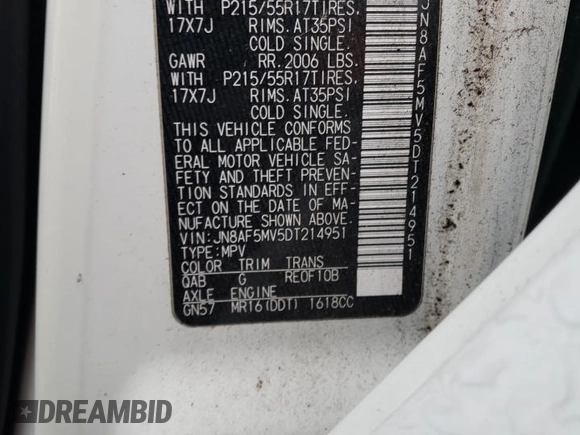 WITH P215/55R17TIRES.
17X7J RIMS. AT35PSI
COLD SINGLE.
GAWR RR. 2006 LBS.
WITH P215/55R17TIRES.
17X7J RIMS. AT35PSI
COLD SINGLE.
THIS VEHICLE CONFORMS
TO ALL APPLICABLE FED-
ERAL MOTOR VEHICLE SA-
FETY AND THEFT PREVEN-
TION STANDARDS IN EFF-
ECT ON THE DATE OF MA-
NUFACTURE SHOWN ABOVE.
VIN: JN8AF5MV5DT214951
TYPE: MPV
COLOR TRIM TRANS
QAB G RE0F10B
AXLE ENGINE
GN57 MR16(DDT) 1618CC
JN8AF5MV5DT214951
DREAMBID